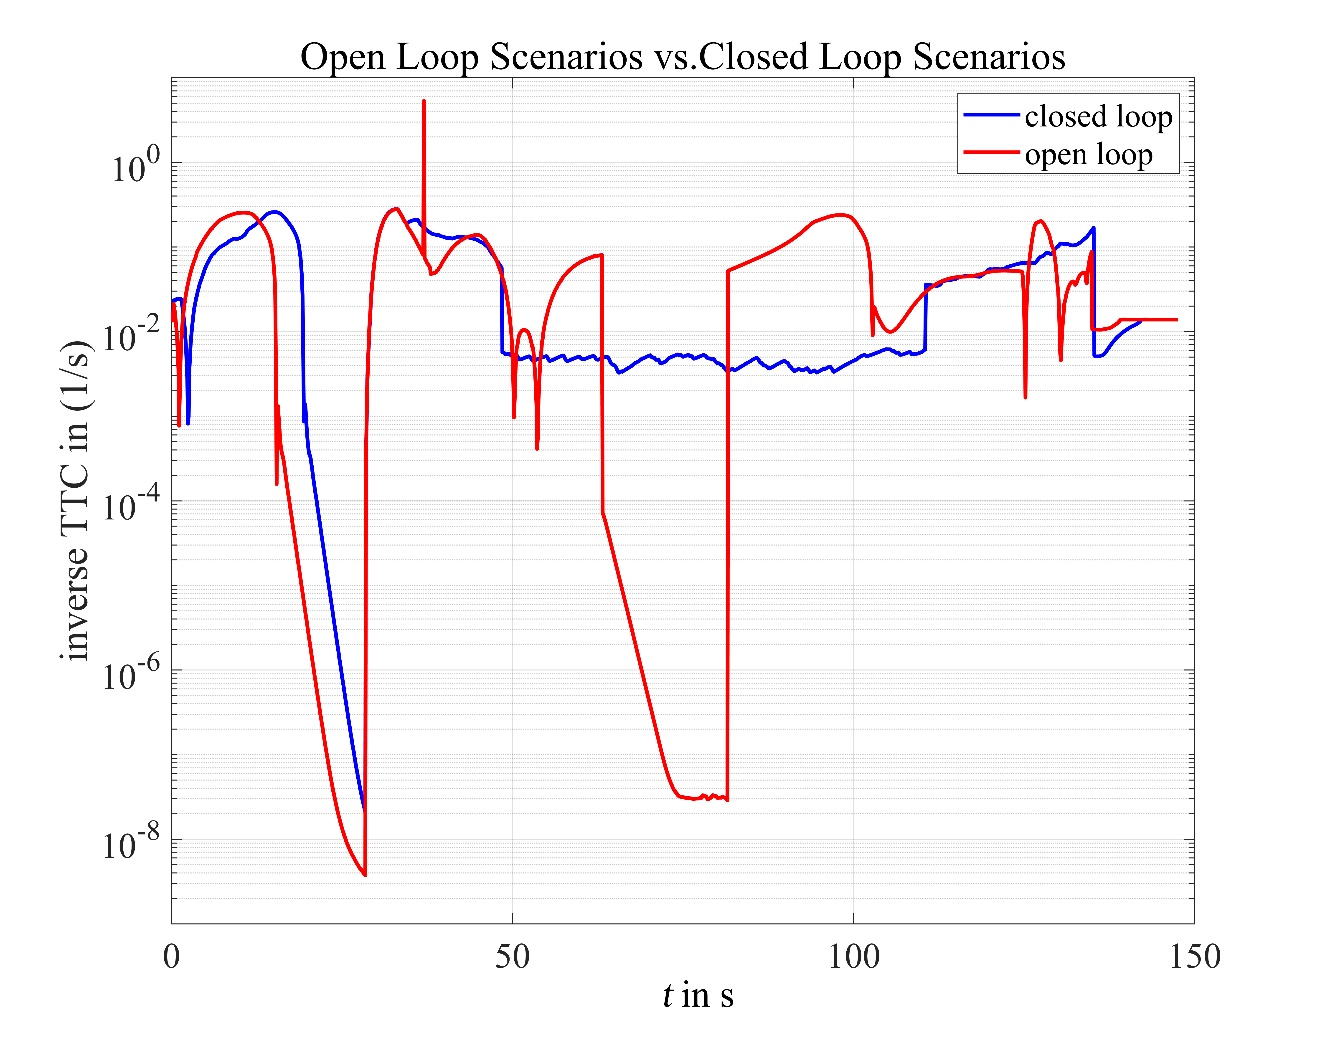 Open Loop Scenarios vs.Closed Loop Scenarios
closed loop
open loop
inverse TTC in (1/s)
10^0
10^-2
10^-4
10^-6
10^-8
0
50
100
150
t in s